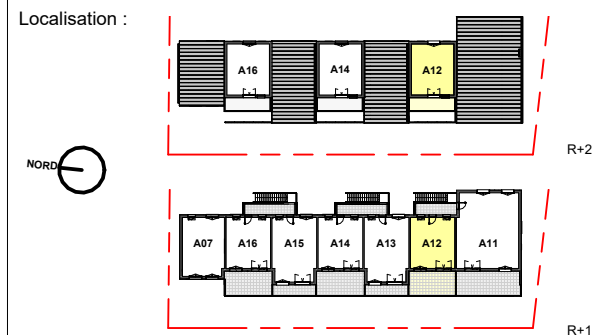 Localisation :
A16 A14 A12
R+2
NORD
A07 A16 A15 A14 A13 A12 A11
R+1